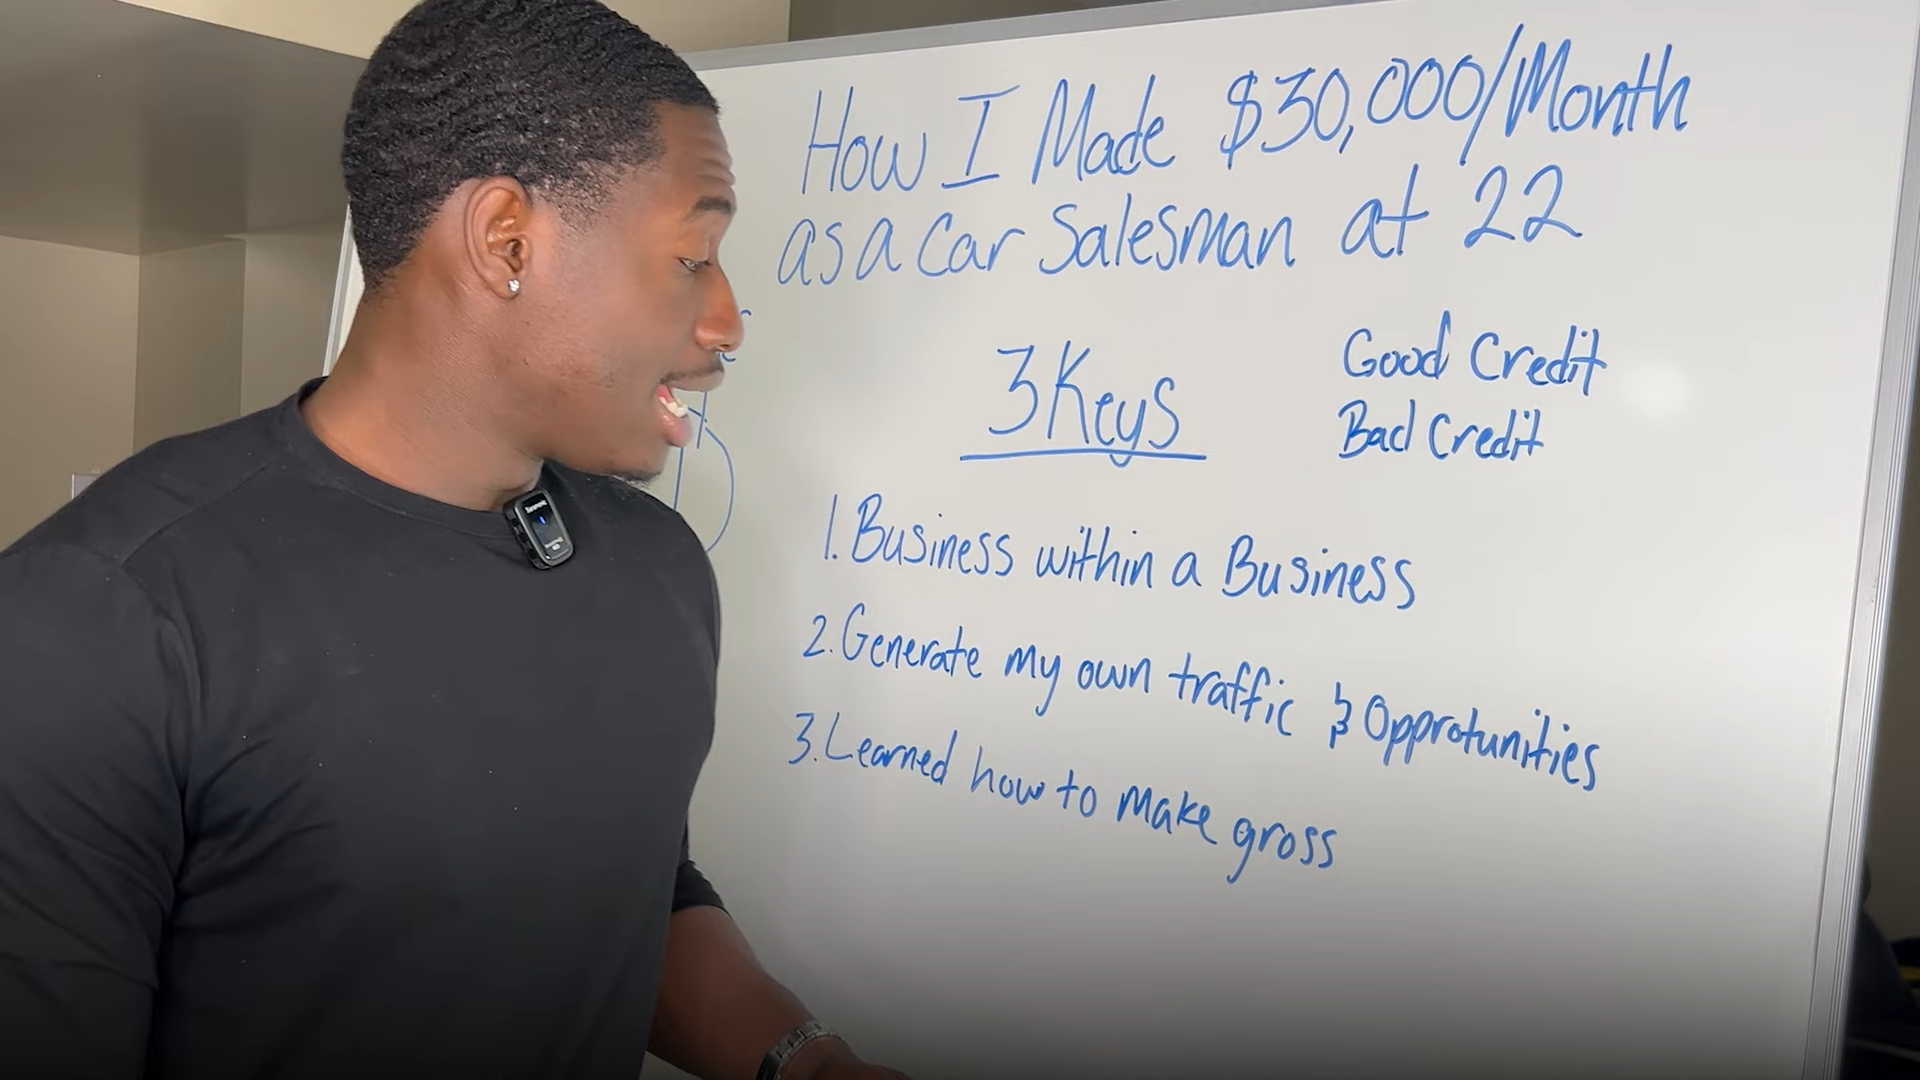 How I Made $30,000/Month
as a Car Salesman at 22
3 Keys
Good Credit
Bad Credit
1. Business within a Business
2. Generate my own traffic & Opprotunities
3. Learned how to make gross